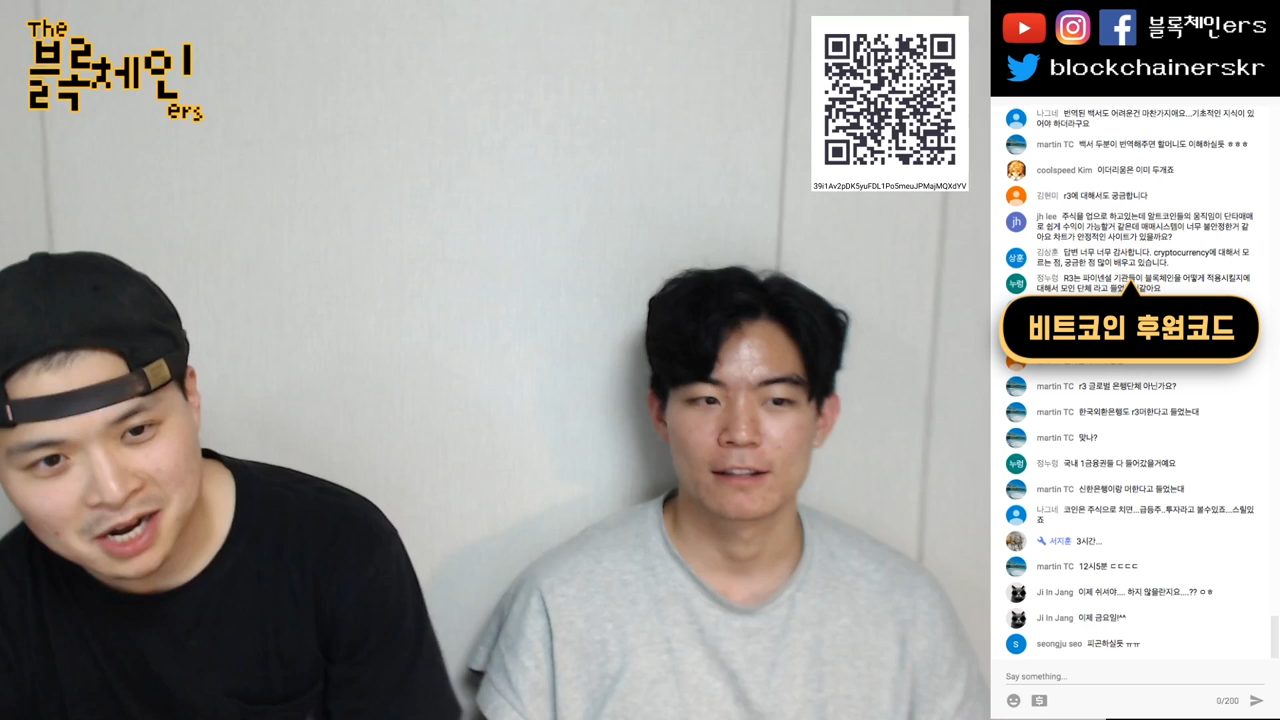 The
블록체인
ers
39i1Av2pDK5yuFDL1Po5meuJPMajMQXdYV
블록체인ers
blockchainerskr
나그네 번역된 백서도 어려운건 마찬가지애요...기초적인 지식이 있
어야 하더라구요
martin TC 백서 두분이 번역해주면 할머니도 이해하실듯 ㅎㅎㅎ
coolspeed Kim 이더리움은 이미 두개죠
김현미 r3에 대해서도 궁금합니다
jh
jh lee 주식을 업으로 하고있는데 알트코인들의 움직임이 단타매매
로 쉽게 수익이 가능할거 같은데 매매시스템이 너무 불안정한거 같
아요 차트가 안정적인 사이트가 있을까요?
상훈
김상훈 답변 너무 너무 감사합니다. cryptocurrency에 대해서 모
르는 점, 궁금한 점 많이 배우고 있습니다.
누렁
정누렁 R3는 파이낸셜 기관들이 블록체인을 어떻게 적용시킬지에
대해서 모인 단체 라고 들었 같아요
비트코인 후원코드
martin TC r3 글로벌 은행단체 아닌가요?
martin TC 한국외환은행도 r3머한다고 들었는대
martin TC 맞나?
누렁
정누렁 국내 1금융권들 다 들어갔을거예요
martin TC 신한은행이랑 머한다고 들었는대
나그네 코인은 주식으로 치면...급등주..투자라고 볼수있죠...스릴있
죠
서지훈 3시간...
martin TC 12시5분 ㄷㄷㄷㄷ
Ji In Jang 이제 쉬셔야.... 하지 않을란지요....?? ㅇㅎ
Ji In Jang 이제 금요일!^^
S
seongju seo 피곤하실듯 ㅠㅠ
Say something...
0/200